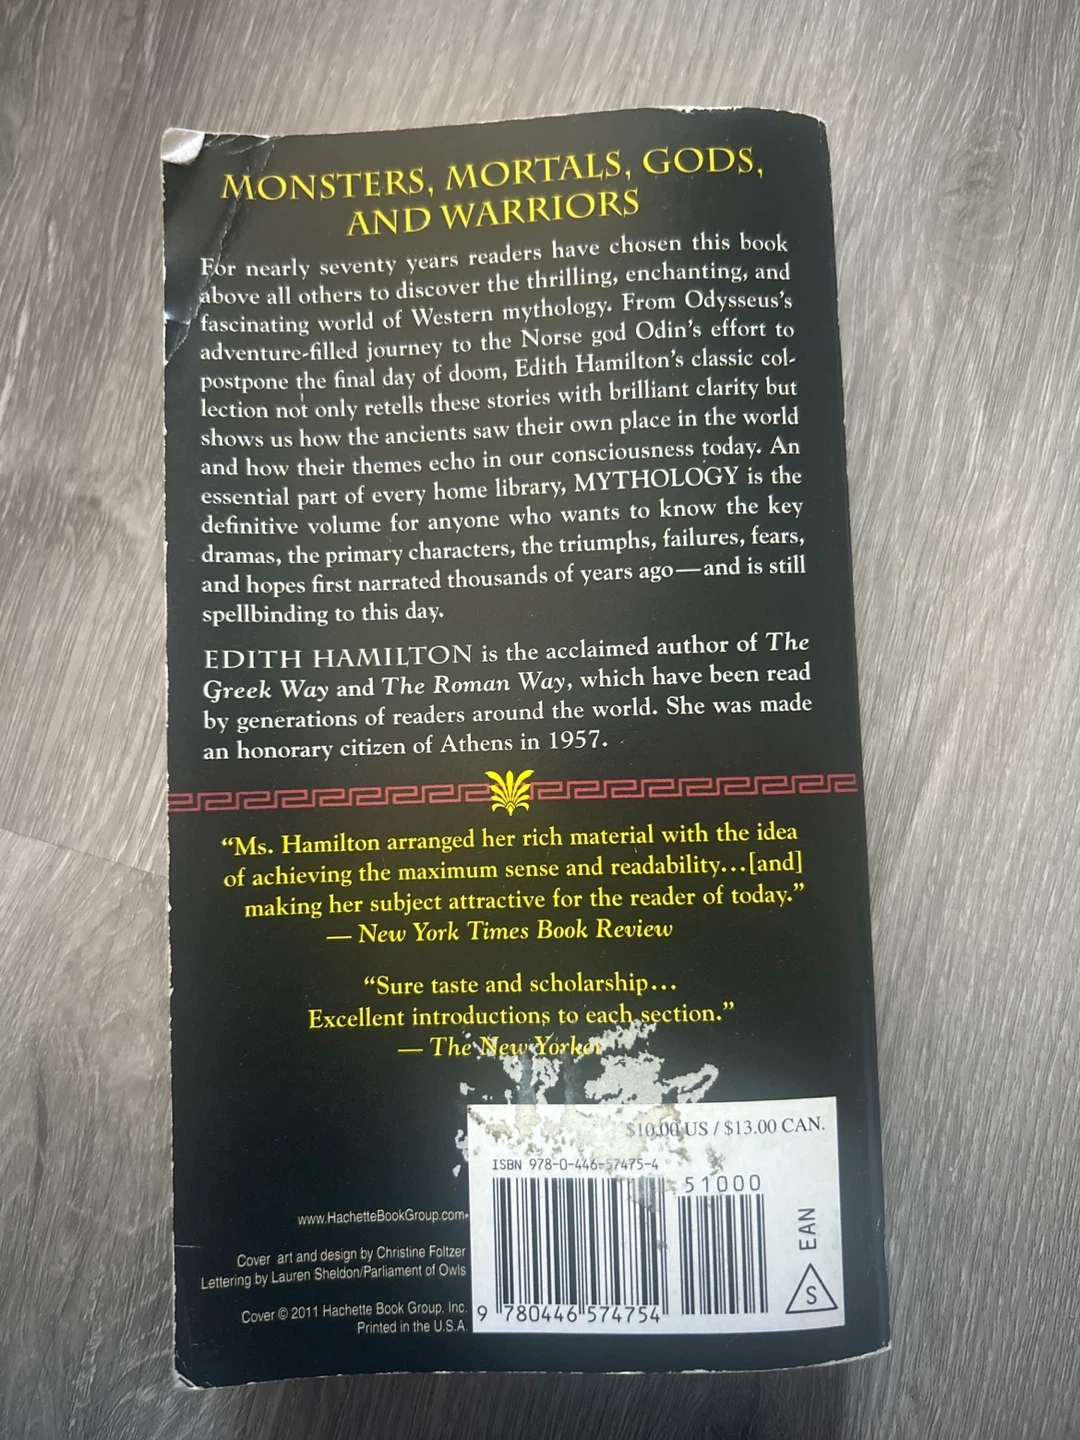 MONSTERS, MORTALS, GODS,
AND WARRIORS
For nearly seventy years readers have chosen this book
above all others to discover the thrilling, enchanting, and
fascinating world of Western mythology. From Odysseus's
adventure-filled journey to the Norse god Odin's effort to
postpone the final day of doom, Edith Hamilton's classic col-
lection not only retells these stories with brilliant clarity but
shows us how the ancients saw their own place in the world
and how their themes echo in our consciousness today. An
essential part of every home library, MYTHOLOGY is the
definitive volume for anyone who wants to know the key
dramas, the primary characters, the triumphs, failures, fears,
and hopes first narrated thousands of years ago—and is still
spellbinding to this day.
EDITH HAMILTON is the acclaimed author of The
Greek Way and The Roman Way, which have been read
by generations of readers around the world. She was made
an honorary citizen of Athens in 1957.
“Ms. Hamilton arranged her rich material with the idea
of achieving the maximum sense and readability…[and]
making her subject attractive for the reader of today.”
— New York Times Book Review
“Sure taste and scholarship…
Excellent introductions to each section.”
— The New Yorker
$10.00 US / $13.00 CAN.
ISBN 978-0-446-57475-4
51000
EAN
S
9 780446 574754
www.HachetteBookGroup.com
Cover art and design by Christine Foltzer
Lettering by Lauren Sheldon/Parliament of Owls
Cover © 2011 Hachette Book Group, Inc.
Printed in the U.S.A.